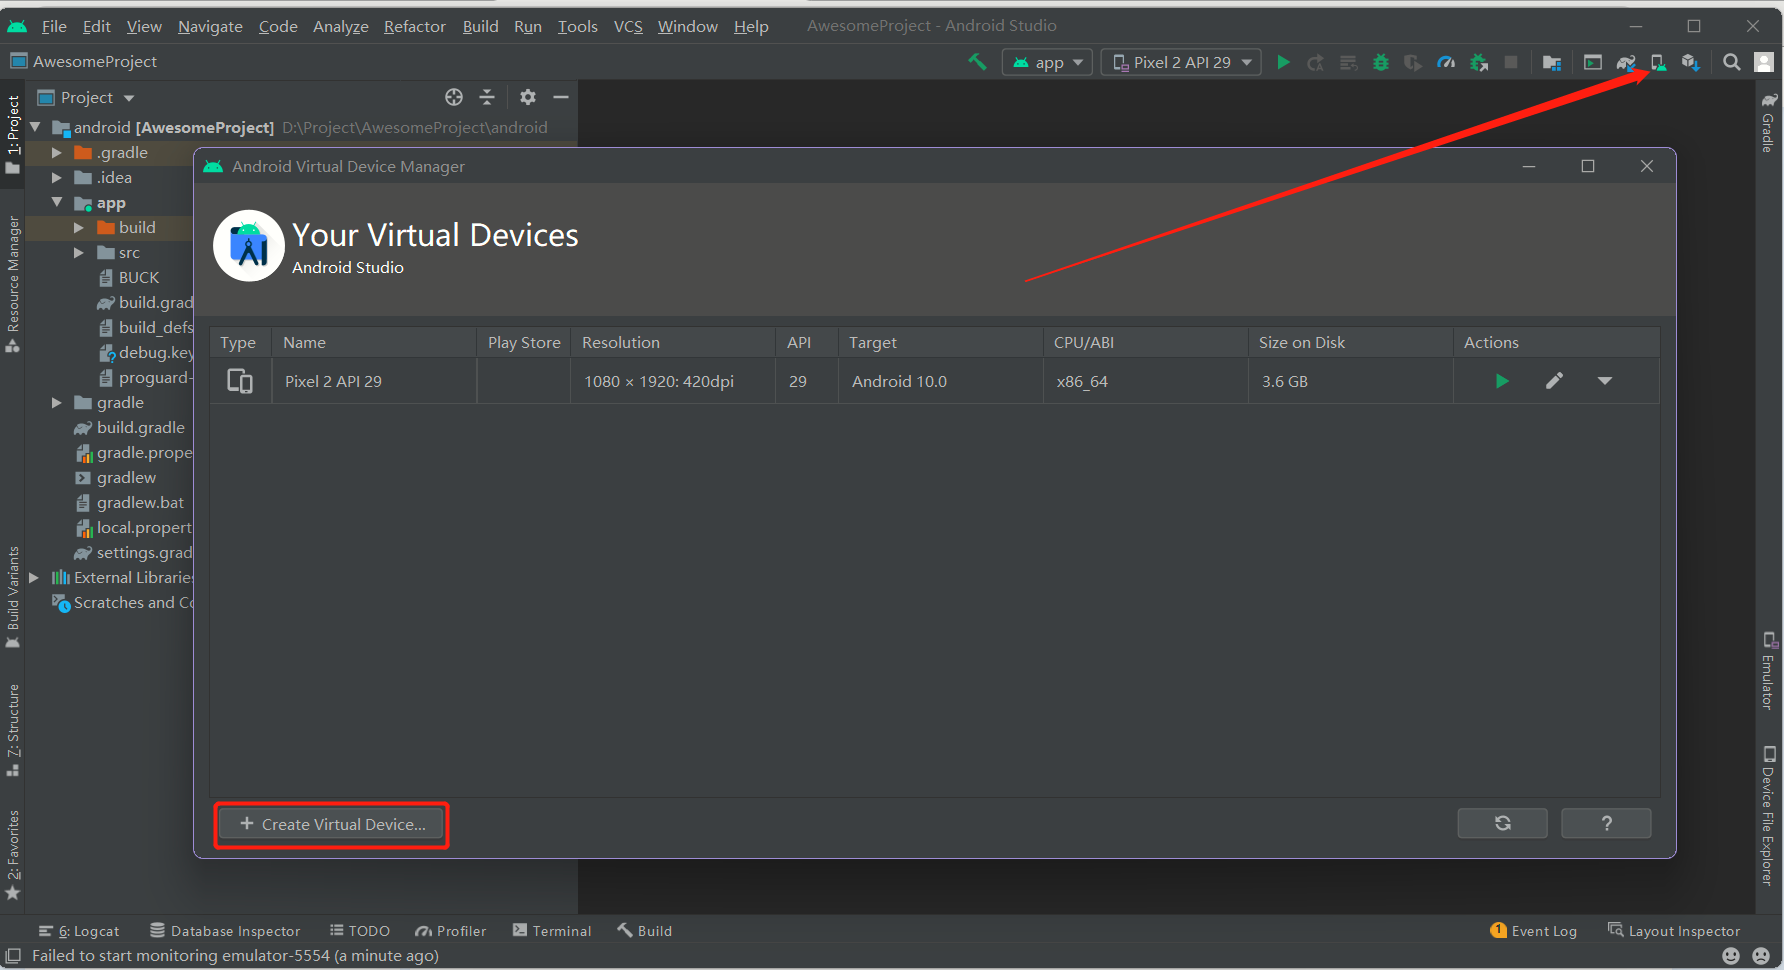 File Edit View Navigate Code Analyze Refactor Build Run Tools VCS Window Help AwesomeProject - Android Studio
AwesomeProject
app
Pixel 2 API 29
1: Project
Resource Manager
Build Variants
7: Structure
2: Favorites
Project
android [AwesomeProject] D:\Project\AwesomeProject\android
.gradle
.idea
app
build
src
BUCK
build.grad
build_defs
debug.key
proguard-
gradle
build.gradle
gradle.prope
gradlew
gradlew.bat
local.propert
settings.grad
External Libraries
Scratches and Co
Android Virtual Device Manager
Your Virtual Devices
Android Studio
Type Name Play Store Resolution API Target CPU/ABI Size on Disk Actions
Pixel 2 API 29 1080 × 1920: 420dpi 29 Android 10.0 x86_64 3.6 GB
+ Create Virtual Device...
?
Gradle
Emulator
Device File Explorer
6: Logcat Database Inspector TODO Profiler Terminal Build 1 Event Log Layout Inspector
Failed to start monitoring emulator-5554 (a minute ago)